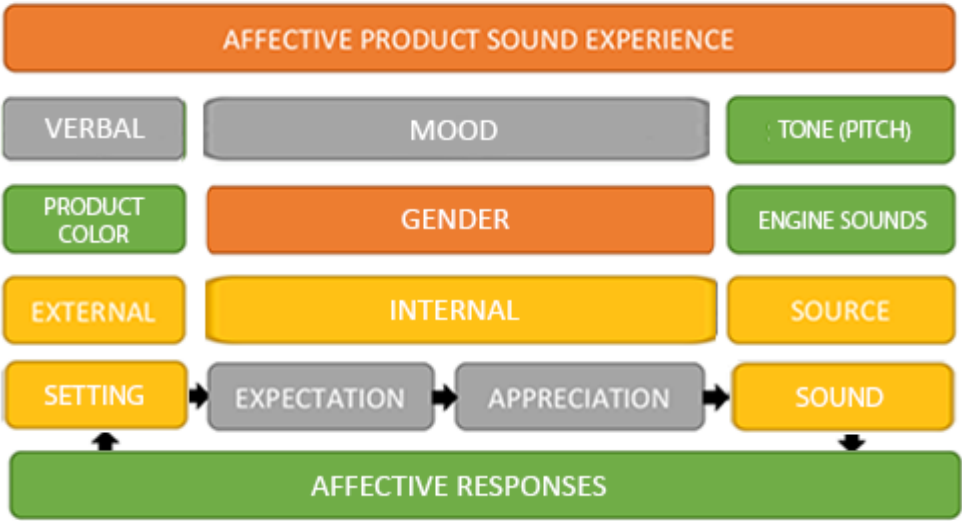 AFFECTIVE PRODUCT SOUND EXPERIENCE
VERBAL
MOOD
: TONE (PITCH)
PRODUCT
COLOR
GENDER
ENGINE SOUNDS
EXTERNAL
INTERNAL
SOURCE
SETTING
EXPECTATION
APPRECIATION
SOUND
AFFECTIVE RESPONSES